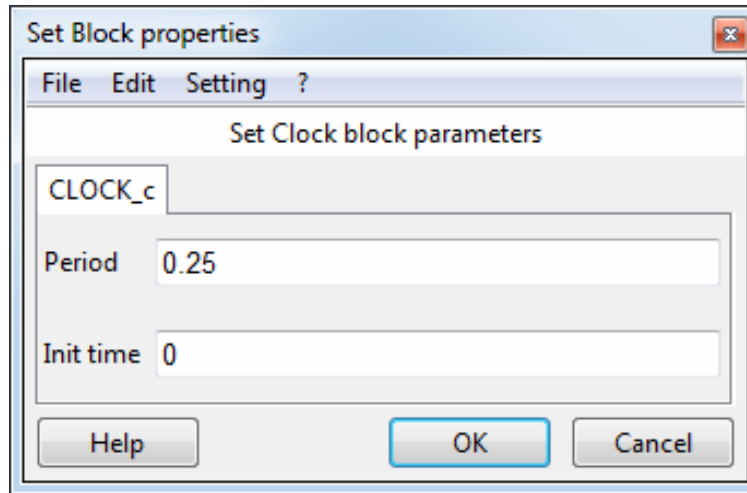 Set Block properties
File Edit Setting ?
Set Clock block parameters
CLOCK_c
Period 0.25
Init time 0
Help OK Cancel